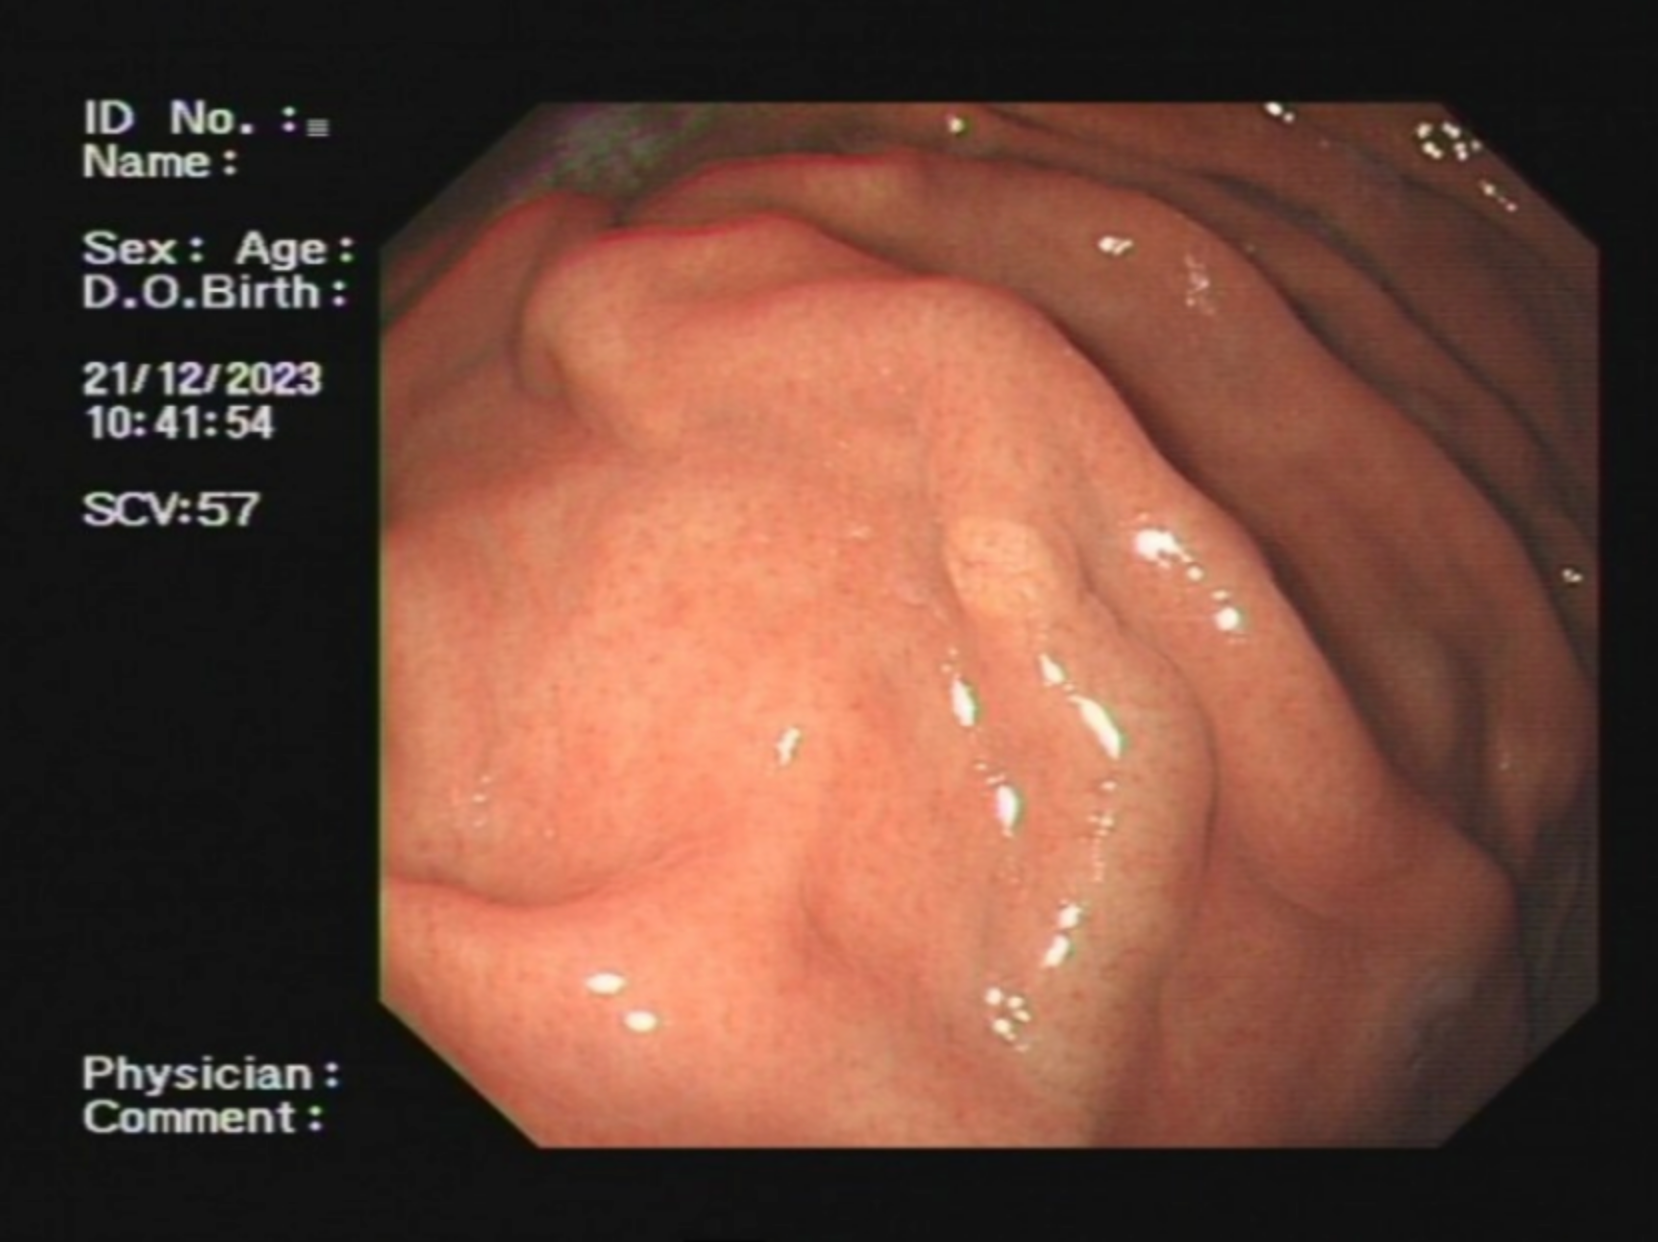 ID No. :
Name:
Sex: Age:
D.O.Birth:
21/12/2023
10:41:54
SCV:57
Physician:
Comment: